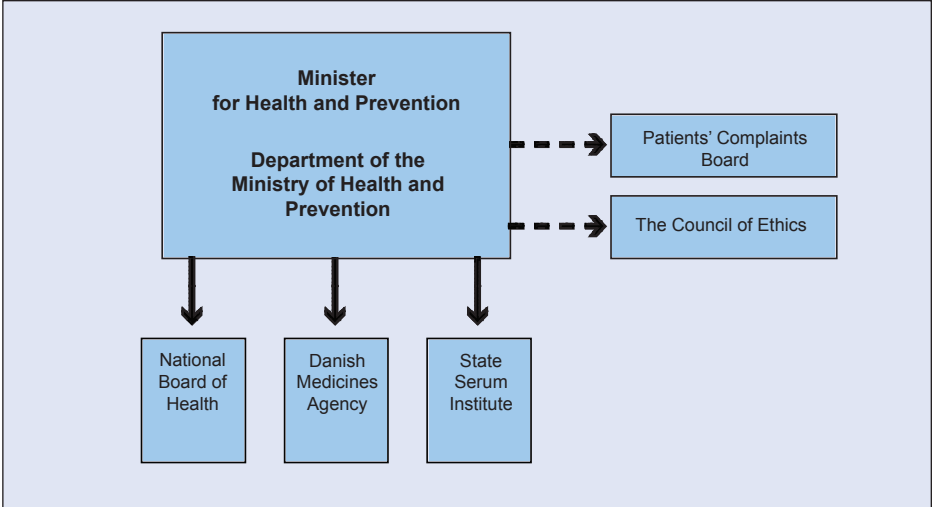 Minister
for Health and Prevention
Department of the
Ministry of Health and
Prevention
Patients’ Complaints
Board
The Council of Ethics
National
Board of
Health
Danish
Medicines
Agency
State
Serum
Institute